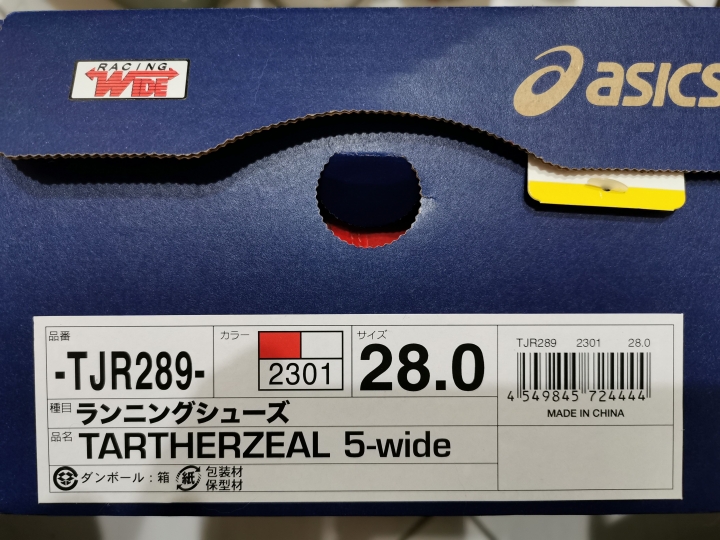 RACING
WIDE
asics
品番
-TJR289-
カラー
2301
サイズ
28.0
TJR289 2301 28.0
4 549845 724444
MADE IN CHINA
種目 ランニングシューズ
品名 TARTHERZEAL 5-wide
ダンボール：箱 紙 包装材
保型材